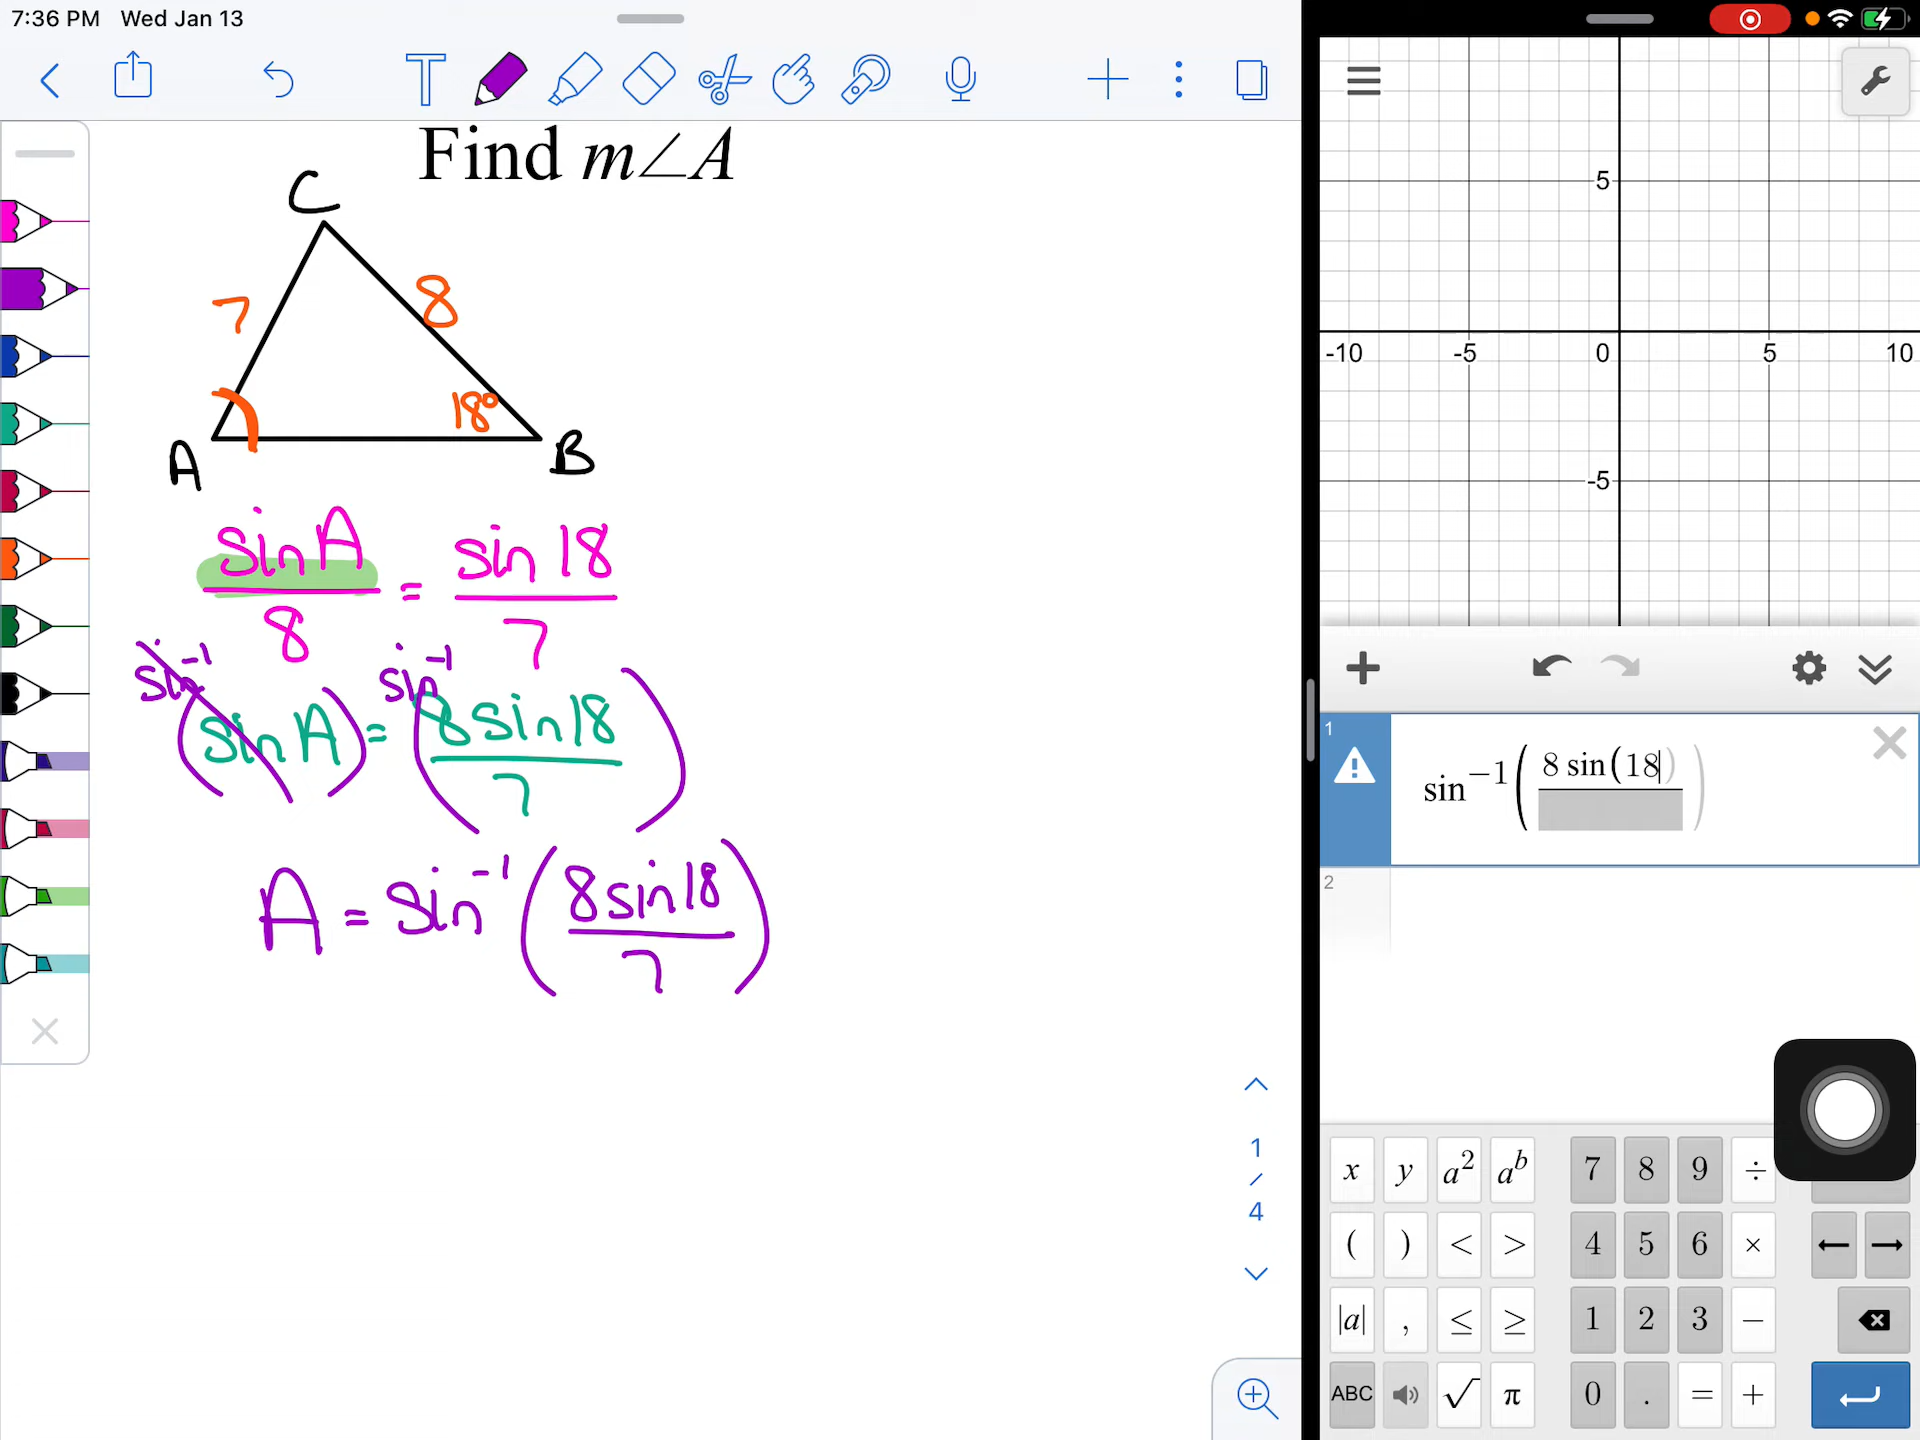 7:36 PM Wed Jan 13
Find m∠A
C
7
8
18°
A
B
sin A / 8 = sin 18 / 7
sin⁻¹(sin A) = sin⁻¹(8 sin 18 / 7)
A = sin⁻¹(8 sin 18 / 7)
1
/
4
5
-10 -5 0 5 10
-5
1
sin⁻¹(8 sin(18) / )
2
x y a² aᵇ 7 8 9 ÷
( ) < > 4 5 6 × ← →
|a| , ≤ ≥ 1 2 3 −
ABC √ π 0 . = +